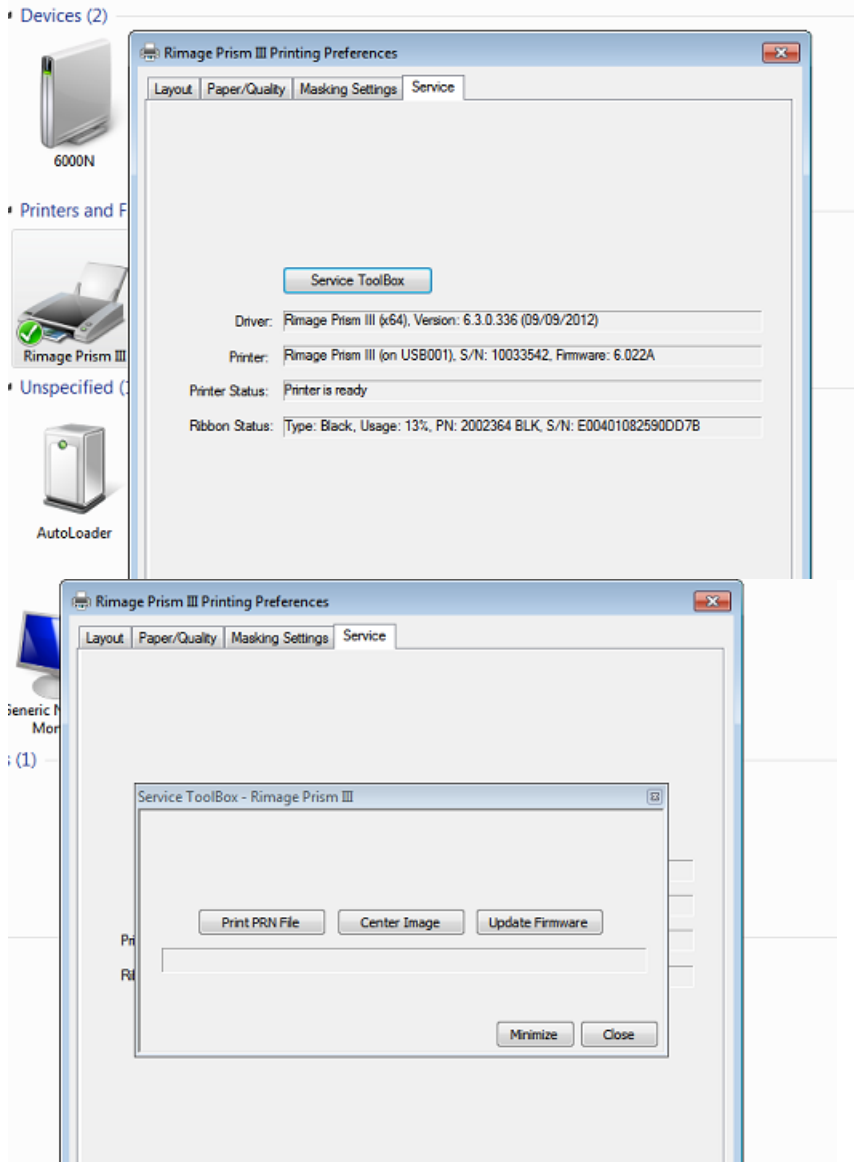 Devices (2)
Rimage Prism III Printing Preferences
Layout Paper/Quality Masking Settings Service
6000N
Printers and F
Service ToolBox
Driver: Rimage Prism III (x64), Version: 6.3.0.336 (09/09/2012)
Rimage Prism III
Printer: Rimage Prism III (on USB001), S/N: 10033542, Firmware: 6.022A
Unspecified (
Printer Status: Printer is ready
Ribbon Status: Type: Black, Usage: 13%, PN: 2002364 BLK, S/N: E00401082590DD7B
AutoLoader
Rimage Prism III Printing Preferences
Layout Paper/Quality Masking Settings Service
Generic
Mor
(1)
Service ToolBox - Rimage Prism III
Print PRN File Center Image Update Firmware
Pri
Ri
Minimize Close